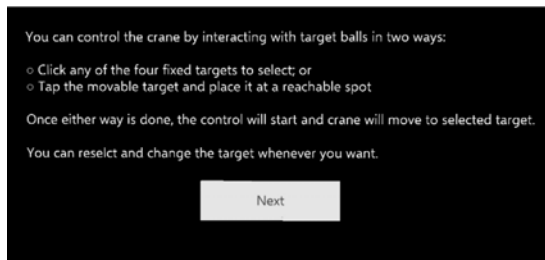 You can control the crane by interacting with target balls in two ways:
○ Click any of the four fixed targets to select; or
○ Tap the movable target and place it at a reachable spot
Once either way is done, the control will start and crane will move to selected target.
You can reselct and change the target whenever you want.
Next